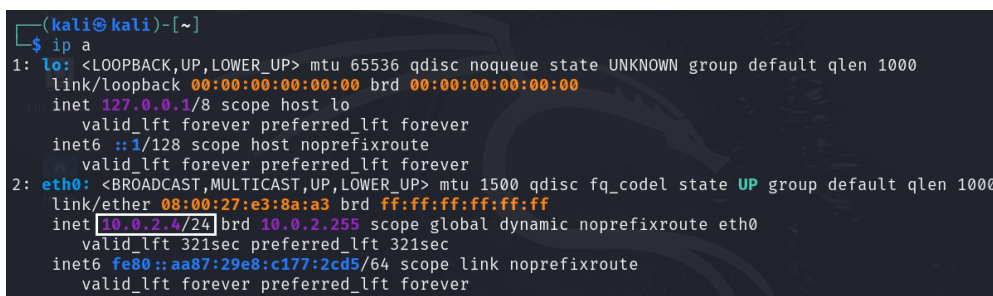 ┌──(kali㉿kali)-[~]
└─$ ip a
1: lo: <LOOPBACK,UP,LOWER_UP> mtu 65536 qdisc noqueue state UNKNOWN group default qlen 1000
    link/loopback 00:00:00:00:00:00 brd 00:00:00:00:00:00
    inet 127.0.0.1/8 scope host lo
       valid_lft forever preferred_lft forever
    inet6 ::1/128 scope host noprefixroute
       valid_lft forever preferred_lft forever
2: eth0: <BROADCAST,MULTICAST,UP,LOWER_UP> mtu 1500 qdisc fq_codel state UP group default qlen 1000
    link/ether 08:00:27:e3:8a:a3 brd ff:ff:ff:ff:ff:ff
    inet 10.0.2.4/24 brd 10.0.2.255 scope global dynamic noprefixroute eth0
       valid_lft 321sec preferred_lft 321sec
    inet6 fe80::aa87:29e8:c177:2cd5/64 scope link noprefixroute
       valid_lft forever preferred_lft forever